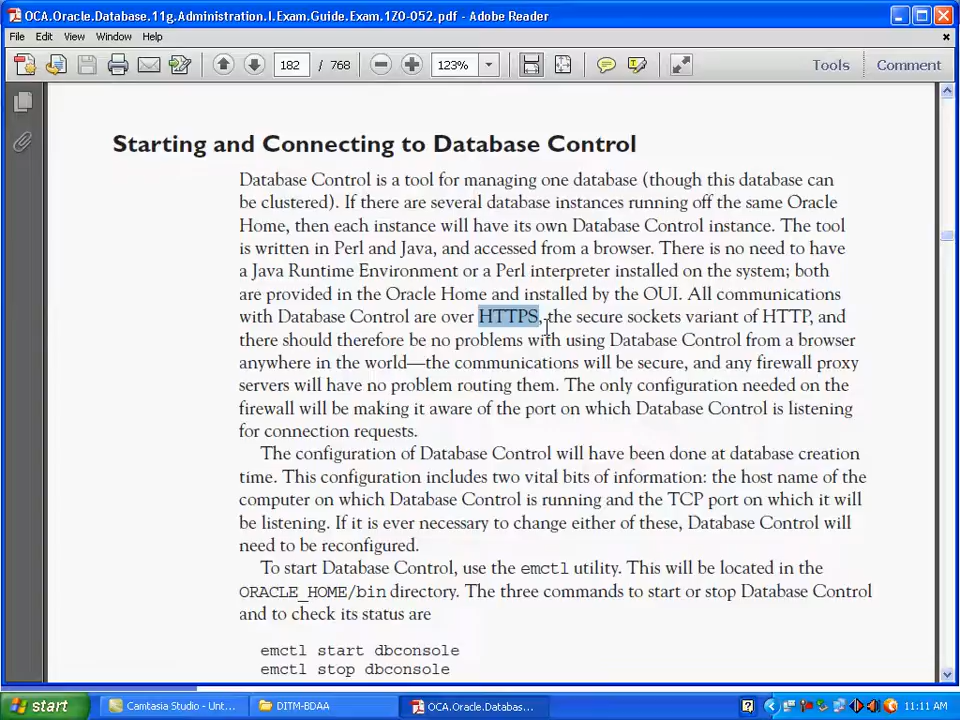 OCA.Oracle.Database.11g.Administration.I.Exam.Guide.Exam.1Z0-052.pdf - Adobe Reader
File Edit View Window Help
182 / 768 123% Tools Comment
Starting and Connecting to Database Control
Database Control is a tool for managing one database (though this database can
be clustered). If there are several database instances running off the same Oracle
Home, then each instance will have its own Database Control instance. The tool
is written in Perl and Java, and accessed from a browser. There is no need to have
a Java Runtime Environment or a Perl interpreter installed on the system; both
are provided in the Oracle Home and installed by the OUI. All communications
with Database Control are over HTTPS, the secure sockets variant of HTTP, and
there should therefore be no problems with using Database Control from a browser
anywhere in the world—the communications will be secure, and any firewall proxy
servers will have no problem routing them. The only configuration needed on the
firewall will be making it aware of the port on which Database Control is listening
for connection requests.
The configuration of Database Control will have been done at database creation
time. This configuration includes two vital bits of information: the host name of the
computer on which Database Control is running and the TCP port on which it will
be listening. If it is ever necessary to change either of these, Database Control will
need to be reconfigured.
To start Database Control, use the emctl utility. This will be located in the
ORACLE_HOME/bin directory. The three commands to start or stop Database Control
and to check its status are
emctl start dbconsole
emctl stop dbconsole
start Camtasia Studio - Unt... DITM-BDAA OCA.Oracle.Databas... 11:11 AM